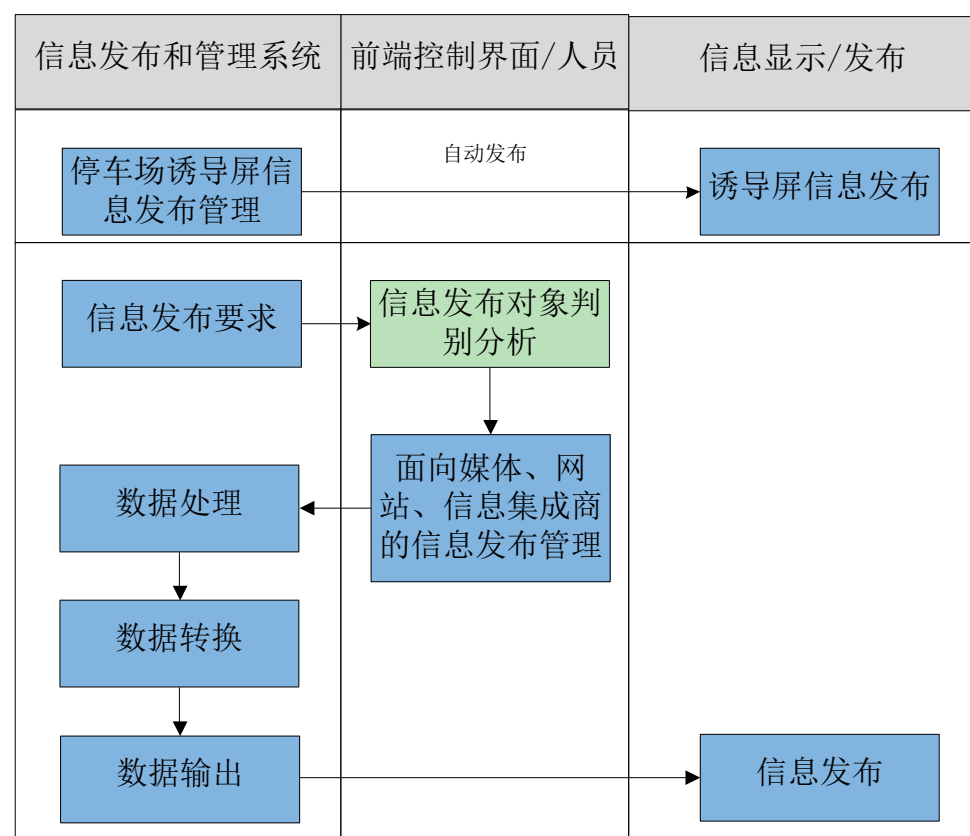 信息发布和管理系统
前端控制界面/人员
信息显示/发布
自动发布
停车场诱导屏信
息发布管理
诱导屏信息发布
信息发布要求
信息发布对象判
别分析
面向媒体、网
站、信息集成商
的信息发布管理
数据处理
数据转换
数据输出
信息发布